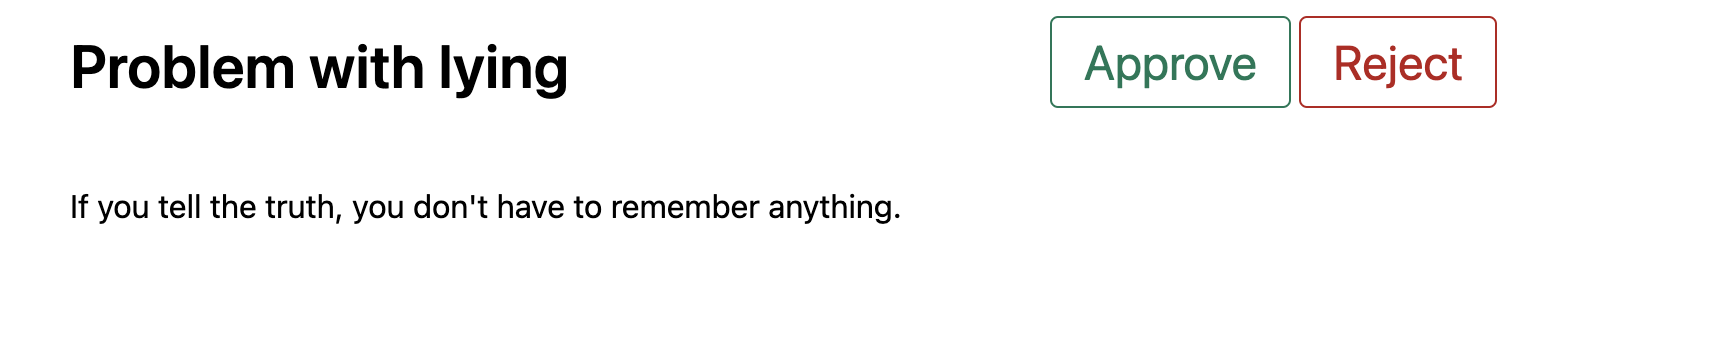 Problem with lying
Approve
Reject
If you tell the truth, you don't have to remember anything.